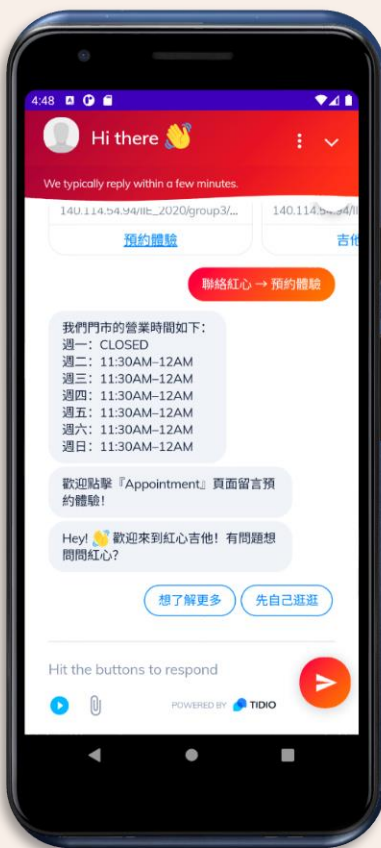 4:48
Hi there 👋
We typically reply within a few minutes.
140.114.54.94/IIE_2020/group3/...
140.114.54.94/II
預約體驗
吉他
聯絡紅心 → 預約體驗
我們門市的營業時間如下：
週一：CLOSED
週二：11:30AM–12AM
週三：11:30AM–12AM
週四：11:30AM–12AM
週五：11:30AM–12AM
週六：11:30AM–12AM
週日：11:30AM–12AM
歡迎點擊『Appointment』頁面留言預
約體驗！
Hey! 👋 歡迎來到紅心吉他！有問題想
問問紅心？
想了解更多
先自己逛逛
Hit the buttons to respond
POWERED BY TIDIO